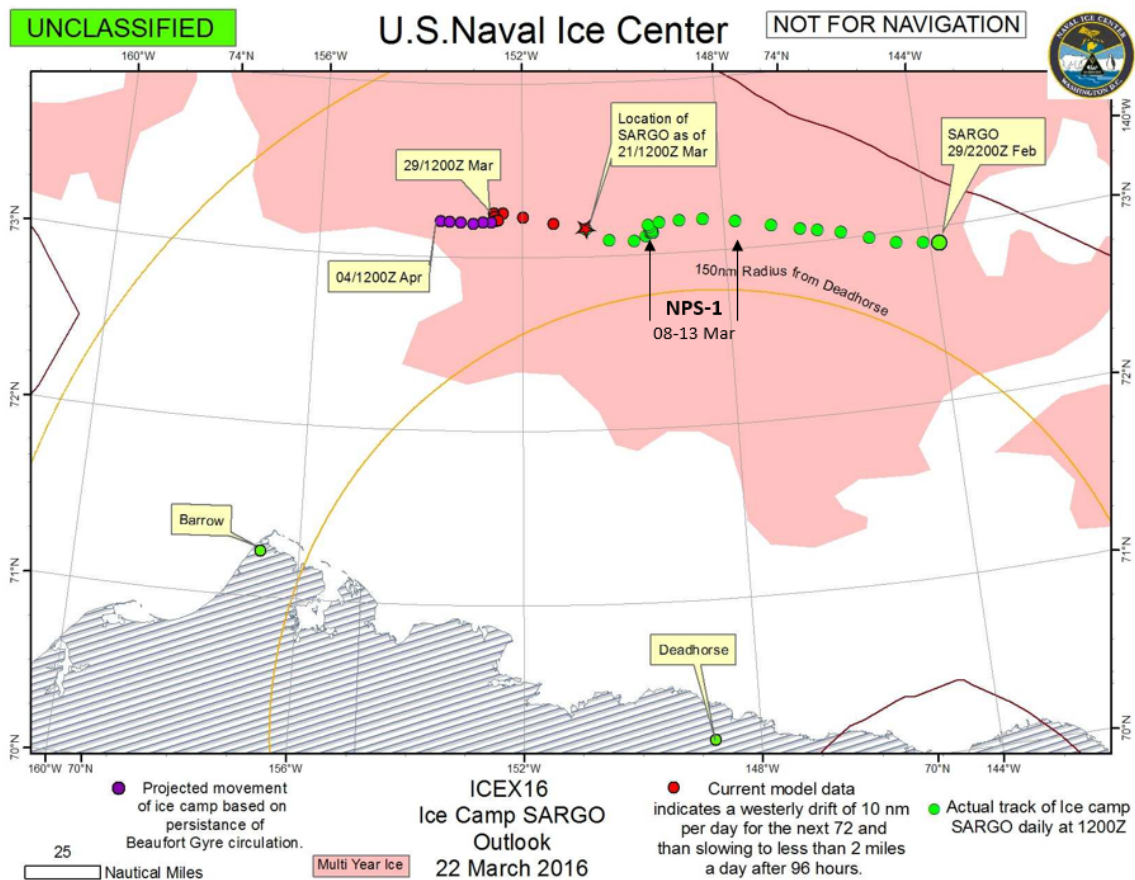 UNCLASSIFIED
U.S.Naval Ice Center
NOT FOR NAVIGATION
NAVAL ICE CENTER
WASHINGTON D.C.
160°W
74°N
156°W
152°W
148°W
74°N
144°W
140°W
73°N
72°N
71°N
70°N
73°N
72°N
71°N
70°N
Location of
SARGO as of
21/1200Z Mar
SARGO
29/2200Z Feb
29/1200Z Mar
04/1200Z Apr
150nm Radius from Deadhorse
NPS-1
08-13 Mar
Barrow
Deadhorse
160°W
70°N
156°W
152°W
148°W
70°N
144°W
Projected movement
of ice camp based on
persistance of
Beaufort Gyre circulation.
25
Nautical Miles
Multi Year Ice
ICEX16
Ice Camp SARGO
Outlook
22 March 2016
Current model data
indicates a westerly drift of 10 nm
per day for the next 72 and
than slowing to less than 2 miles
a day after 96 hours.
Actual track of Ice camp
SARGO daily at 1200Z